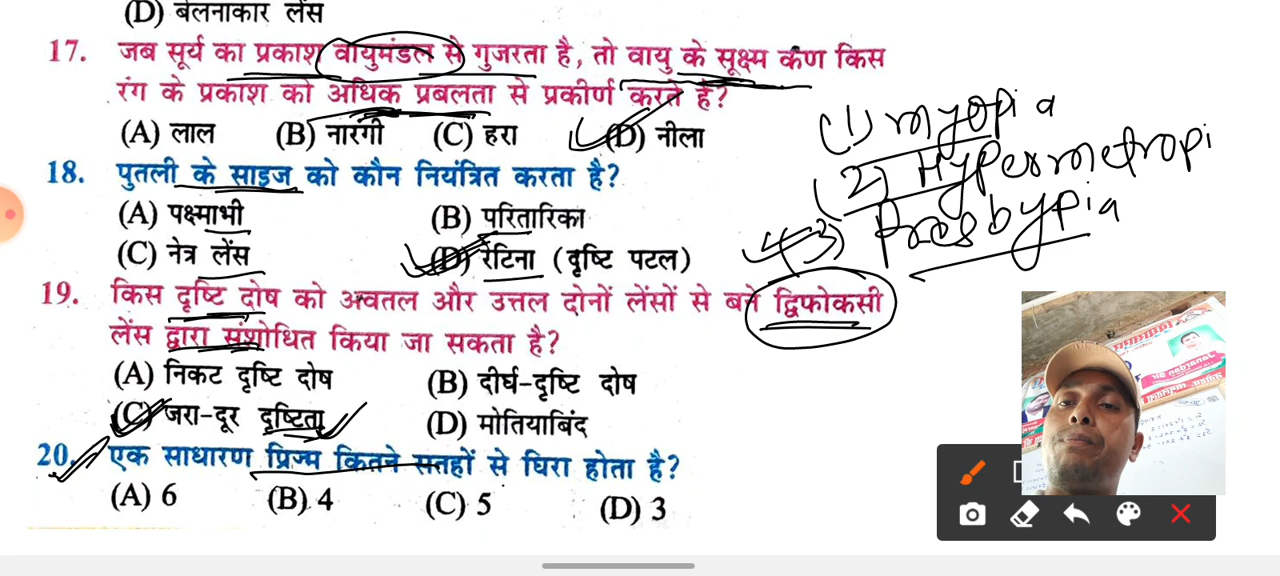 (D) बेलनाकार लेंस
17. जब सूर्य का प्रकाश वायुमंडल से गुजरता है, तो वायु के सूक्ष्म कण किस
रंग के प्रकाश को अधिक प्रबलता से प्रकीर्ण करते हैं?
(A) लाल (B) नारंगी (C) हरा (D) नीला
18. पुतली के साइज को कौन नियंत्रित करता है?
(A) पक्ष्माभी (B) परितारिका
(C) नेत्र लेंस (D) रेटिना (दृष्टि पटल)
19. किस दृष्टि दोष को अवतल और उत्तल दोनों लेंसों से बने द्विफोकसी
लेंस द्वारा संशोधित किया जा सकता है?
(A) निकट दृष्टि दोष (B) दीर्घ-दृष्टि दोष
(C) जरा-दूर दृष्टिता (D) मोतियाबिंद
20. एक साधारण प्रिज्म कितने सतहों से घिरा होता है?
(A) 6 (B) 4 (C) 5 (D) 3
(1) myopia
(2) Hypermetropi
(3) Presbypia